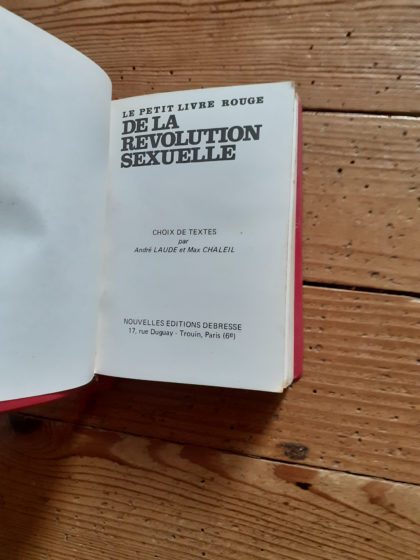 LE PETIT LIVRE ROUGE
DE LA
REVOLUTION
SEXUELLE
CHOIX DE TEXTES
par
André LAUDE et Max CHALEIL
NOUVELLES EDITIONS DEBRESSE
17, rue Duguay - Trouin, Paris (6e)